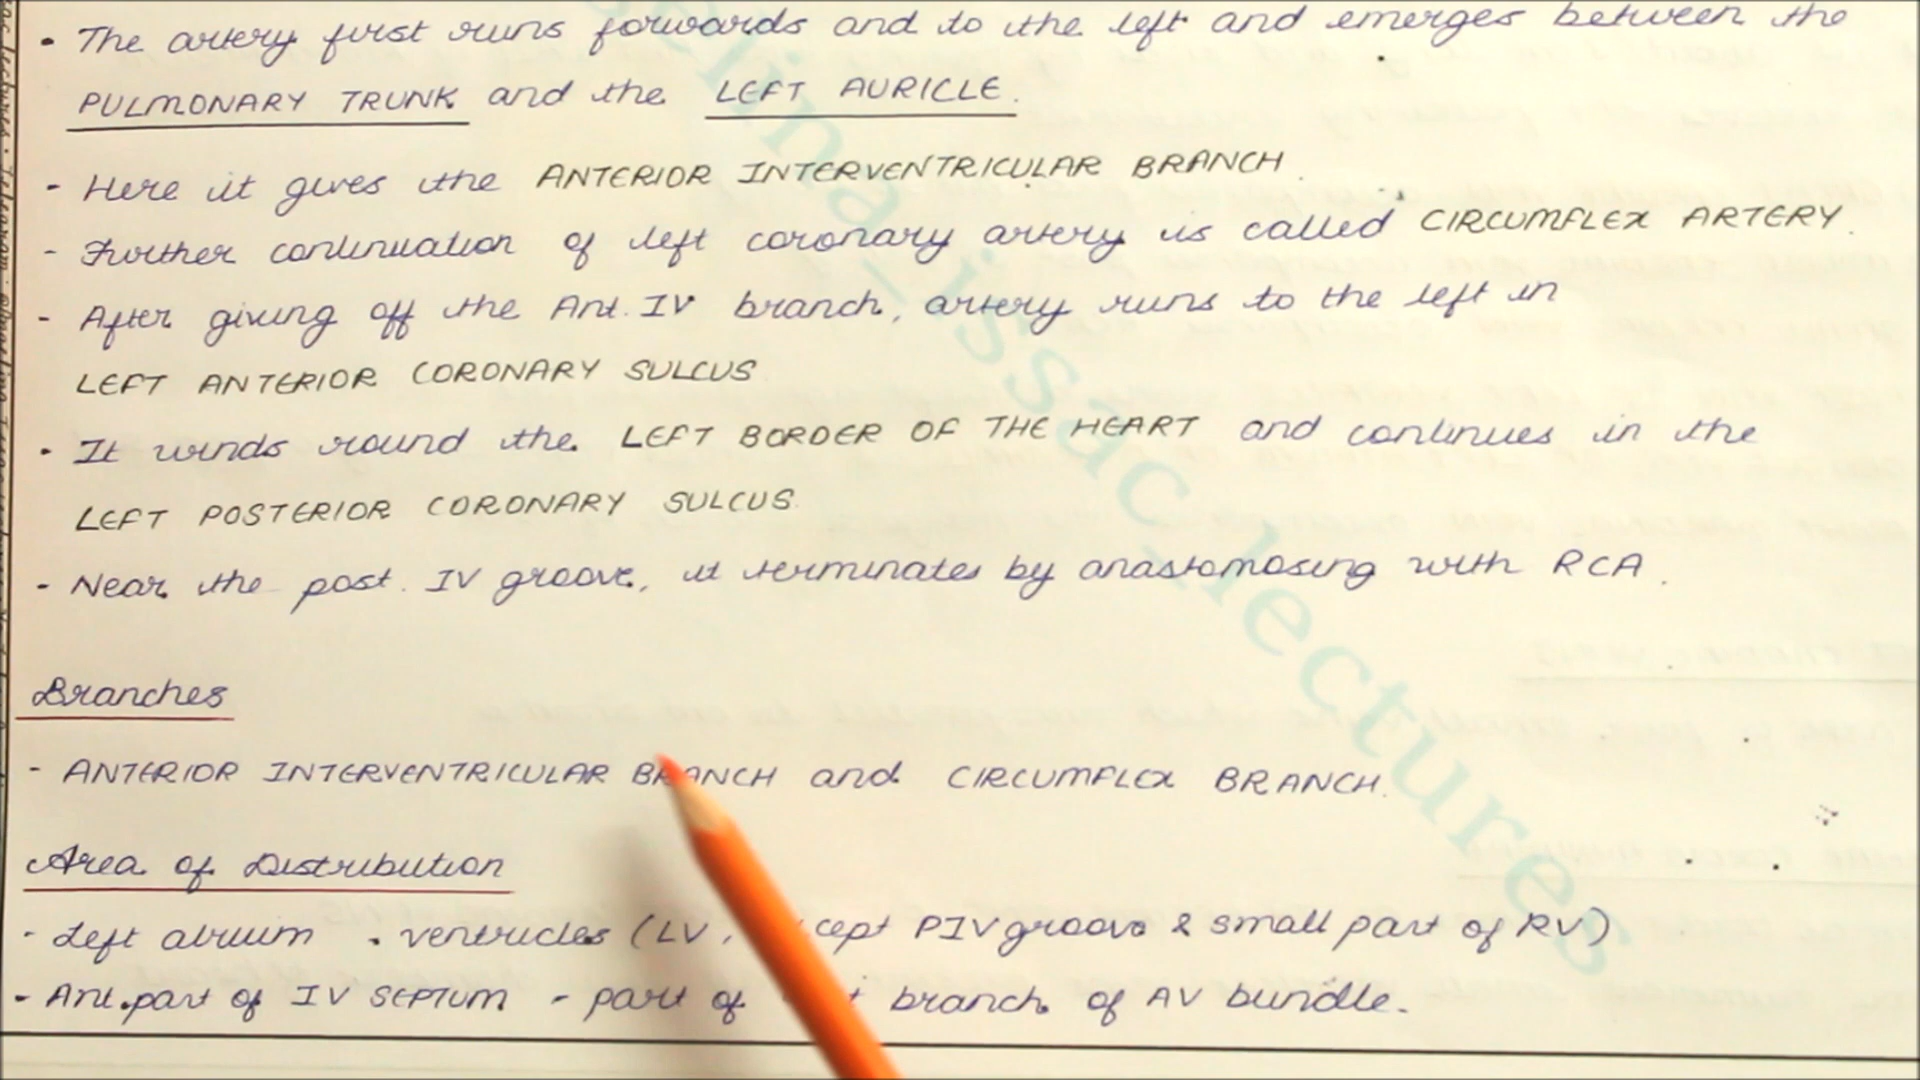 • The artery first runs forwards and to the left and emerges between the
PULMONARY TRUNK and the LEFT AURICLE.
- Here it gives the ANTERIOR INTERVENTRICULAR BRANCH.
- Further continuation of left coronary artery is called CIRCUMFLEX ARTERY.
- After giving off the Ant. IV branch, artery runs to the left in
LEFT ANTERIOR CORONARY SULCUS
• It winds round the LEFT BORDER OF THE HEART and continues in the
LEFT POSTERIOR CORONARY SULCUS.
- Near the post. IV groove, it terminates by anastomosing with RCA.
Branches
- ANTERIOR INTERVENTRICULAR BRANCH and CIRCUMFLEX BRANCH.
Area of Distribution
- Left atrium • ventricles (LV, cept PIV groove & small part of RV)
- Ant. part of IV SEPTUM - part of branch of AV bundle.
selina_issac_lectures